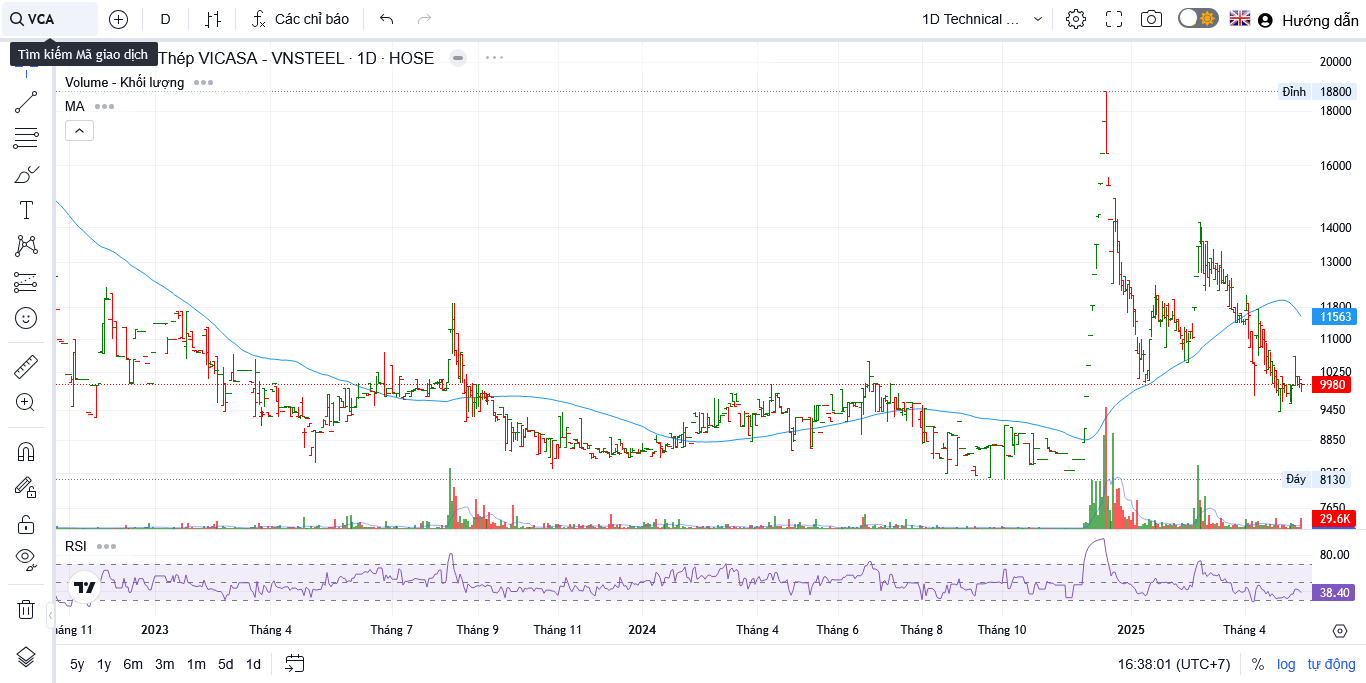 VCA
D
Các chỉ báo
1D Technical ...
Hướng dẫn
Tìm kiếm Mã giao dịch
Thép VICASA - VNSTEEL · 1D · HOSE
Volume - Khối lượng
MA
20000
Đỉnh 18800
18000
16000
14000
13000
11800
11563
11000
10250
9980
9450
8850
Đáy 8130
7650
29.6K
RSI
80.00
38.40
áng 11
2023
Tháng 4
Tháng 7
Tháng 9
Tháng 11
2024
Tháng 4
Tháng 6
Tháng 8
Tháng 10
2025
Tháng 4
5y 1y 6m 3m 1m 5d 1d
16:38:01 (UTC+7) % log tự động